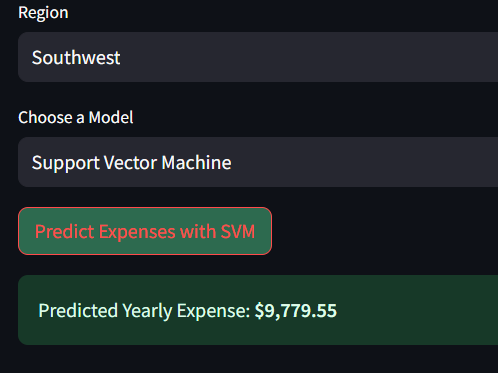 Region
Southwest
Choose a Model
Support Vector Machine
Predict Expenses with SVM
Predicted Yearly Expense: $9,779.55